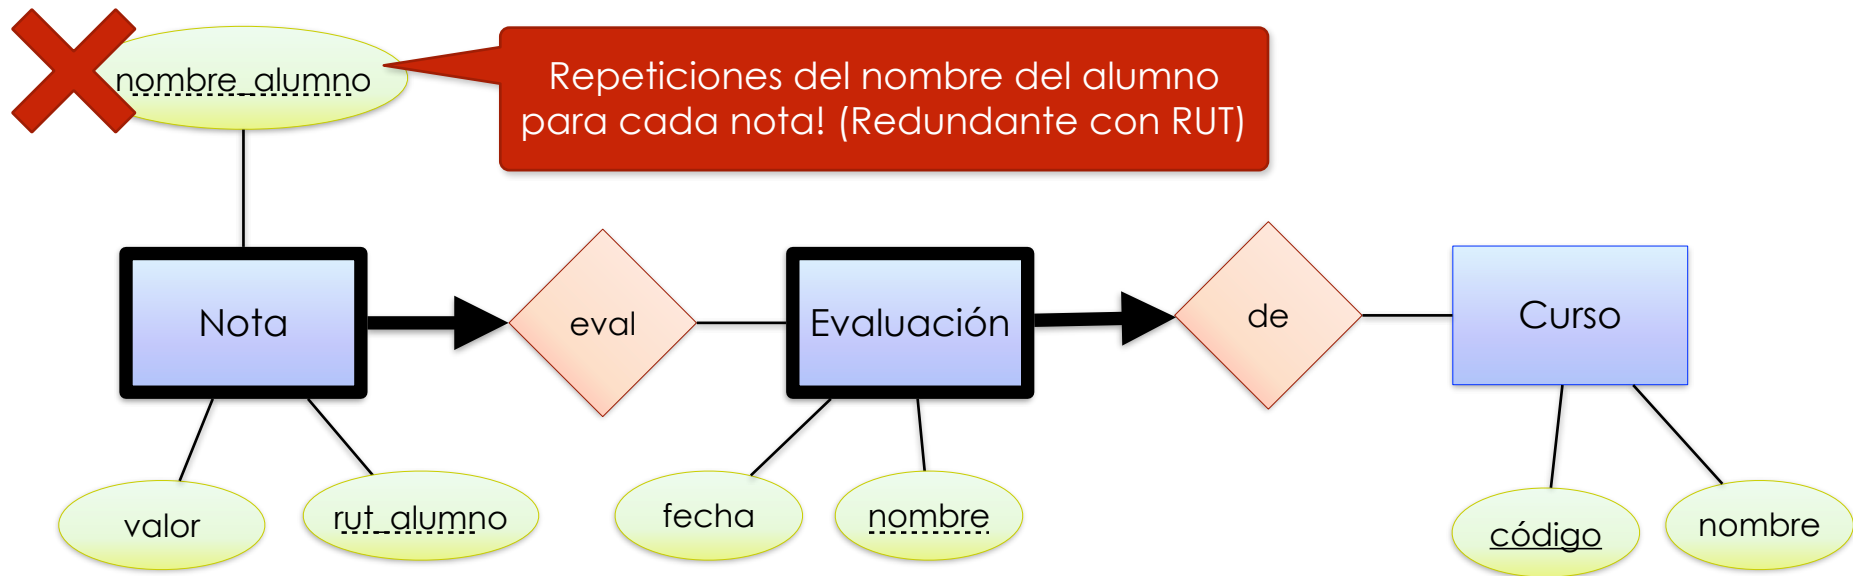 nombre_alumno
Repeticiones del nombre del alumno
para cada nota! (Redundante con RUT)
Nota
eval
Evaluación
de
Curso
valor
rut_alumno
fecha
nombre
código
nombre